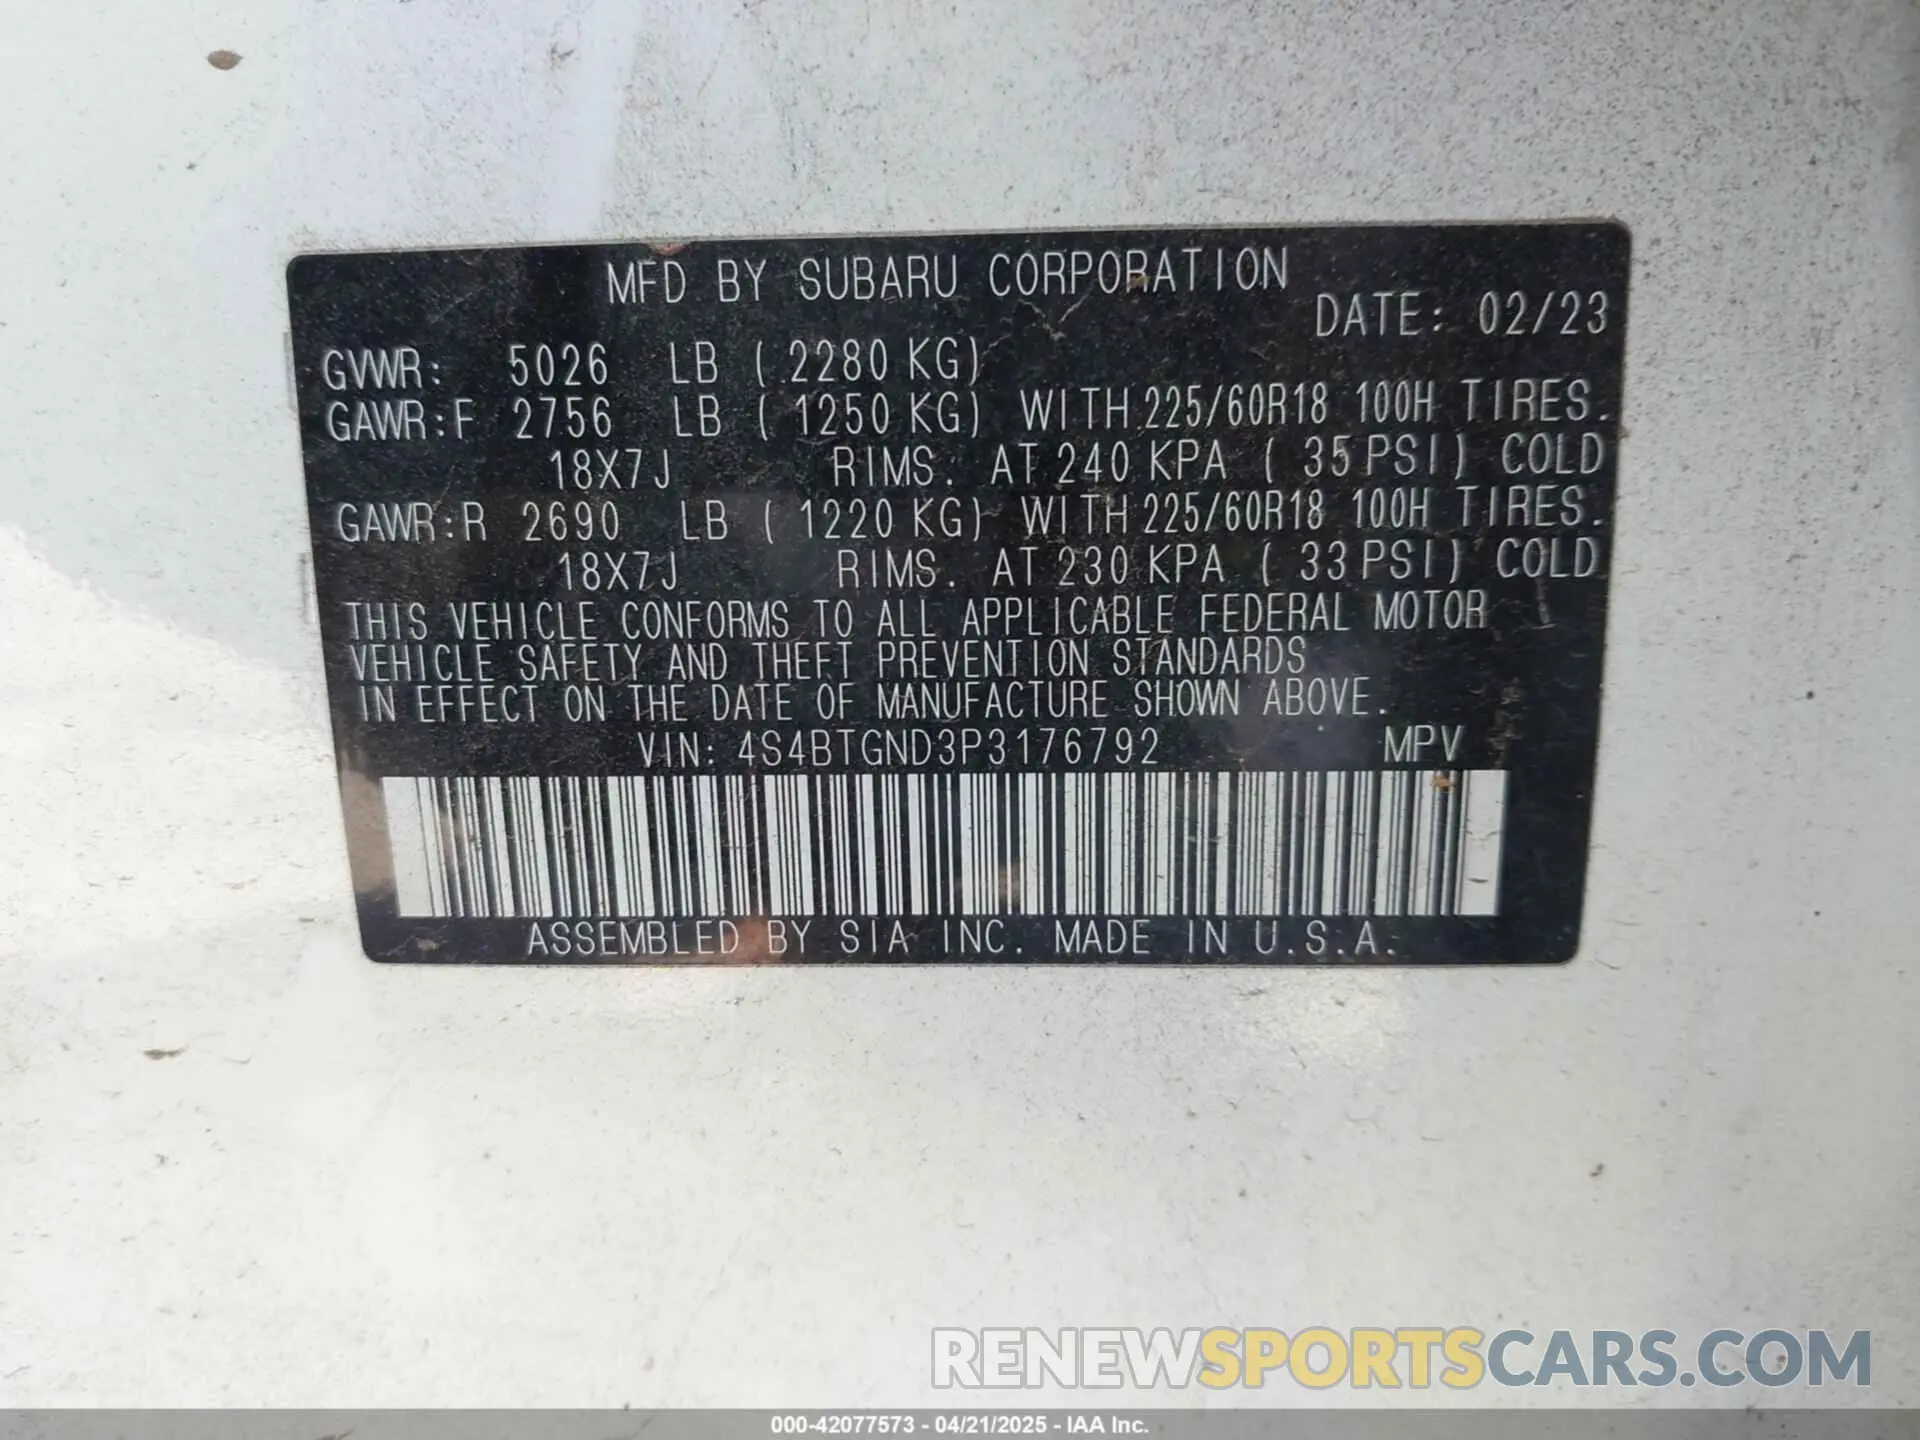 MFD BY SUBARU CORPORATION
DATE: 02/23
GVWR: 5026 LB ( 2280 KG)
GAWR:F 2756 LB ( 1250 KG) WITH 225/60R18 100H TIRES.
18X7J RIMS. AT 240 KPA ( 35 PSI) COLD
GAWR:R 2690 LB ( 1220 KG) WITH 225/60R18 100H TIRES.
18X7J RIMS. AT 230 KPA ( 33 PSI) COLD
THIS VEHICLE CONFORMS TO ALL APPLICABLE FEDERAL MOTOR
VEHICLE SAFETY AND THEFT PREVENTION STANDARDS
IN EFFECT ON THE DATE OF MANUFACTURE SHOWN ABOVE.
VIN: 4S4BTGND3P3176792 MPV
ASSEMBLED BY SIA INC. MADE IN U.S.A.
RENEWSPORTSCARS.COM
000-42077573 - 04/21/2025 - IAA Inc.